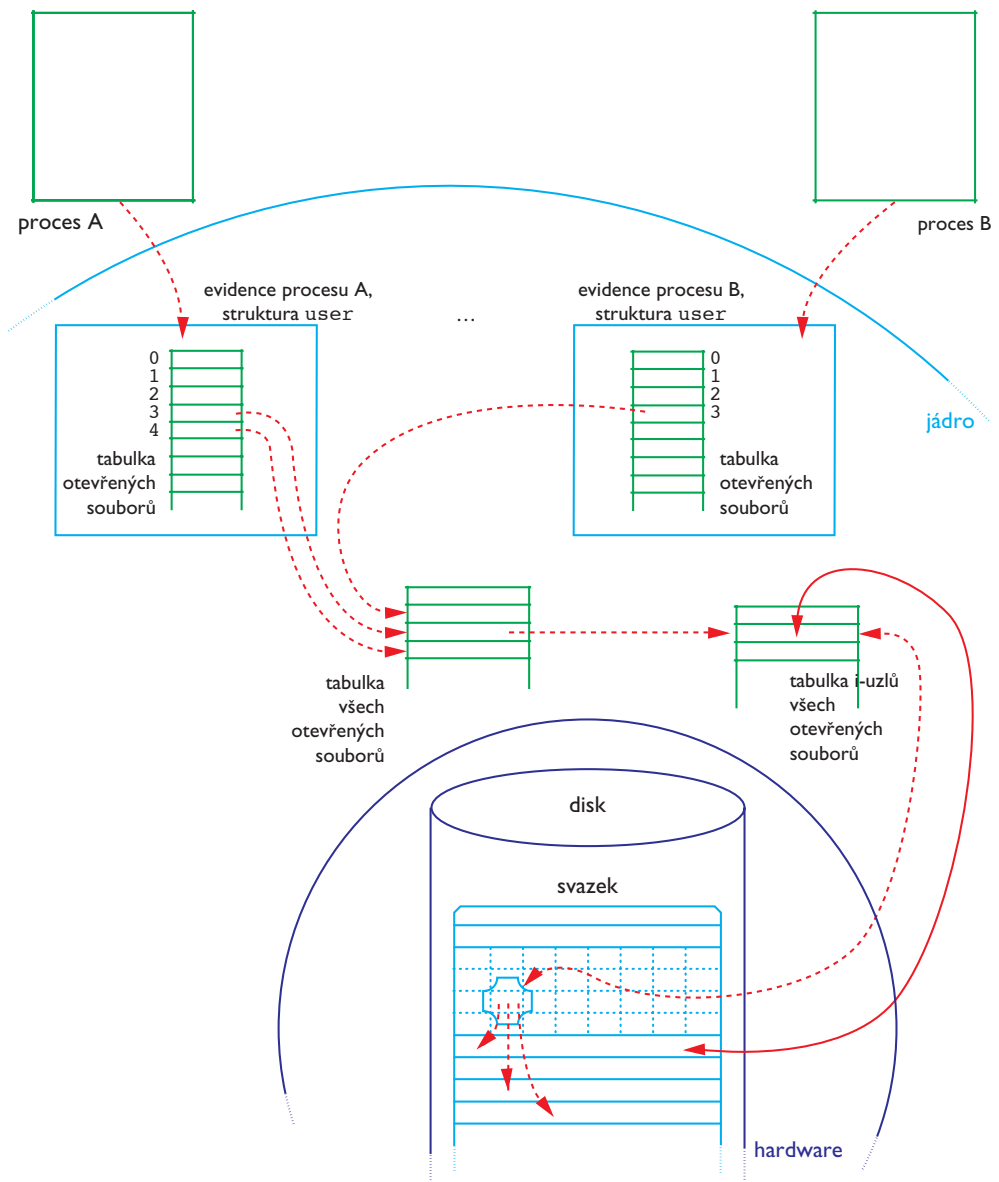 proces A
proces B
evidence procesu A,
struktura user
…
evidence procesu B,
struktura user
0
1
2
3
4
tabulka
otevřených
souborů
0
1
2
3
tabulka
otevřených
souborů
jádro
tabulka
všech
otevřených
souborů
tabulka i-uzlů
všech
otevřených
souborů
disk
svazek
hardware